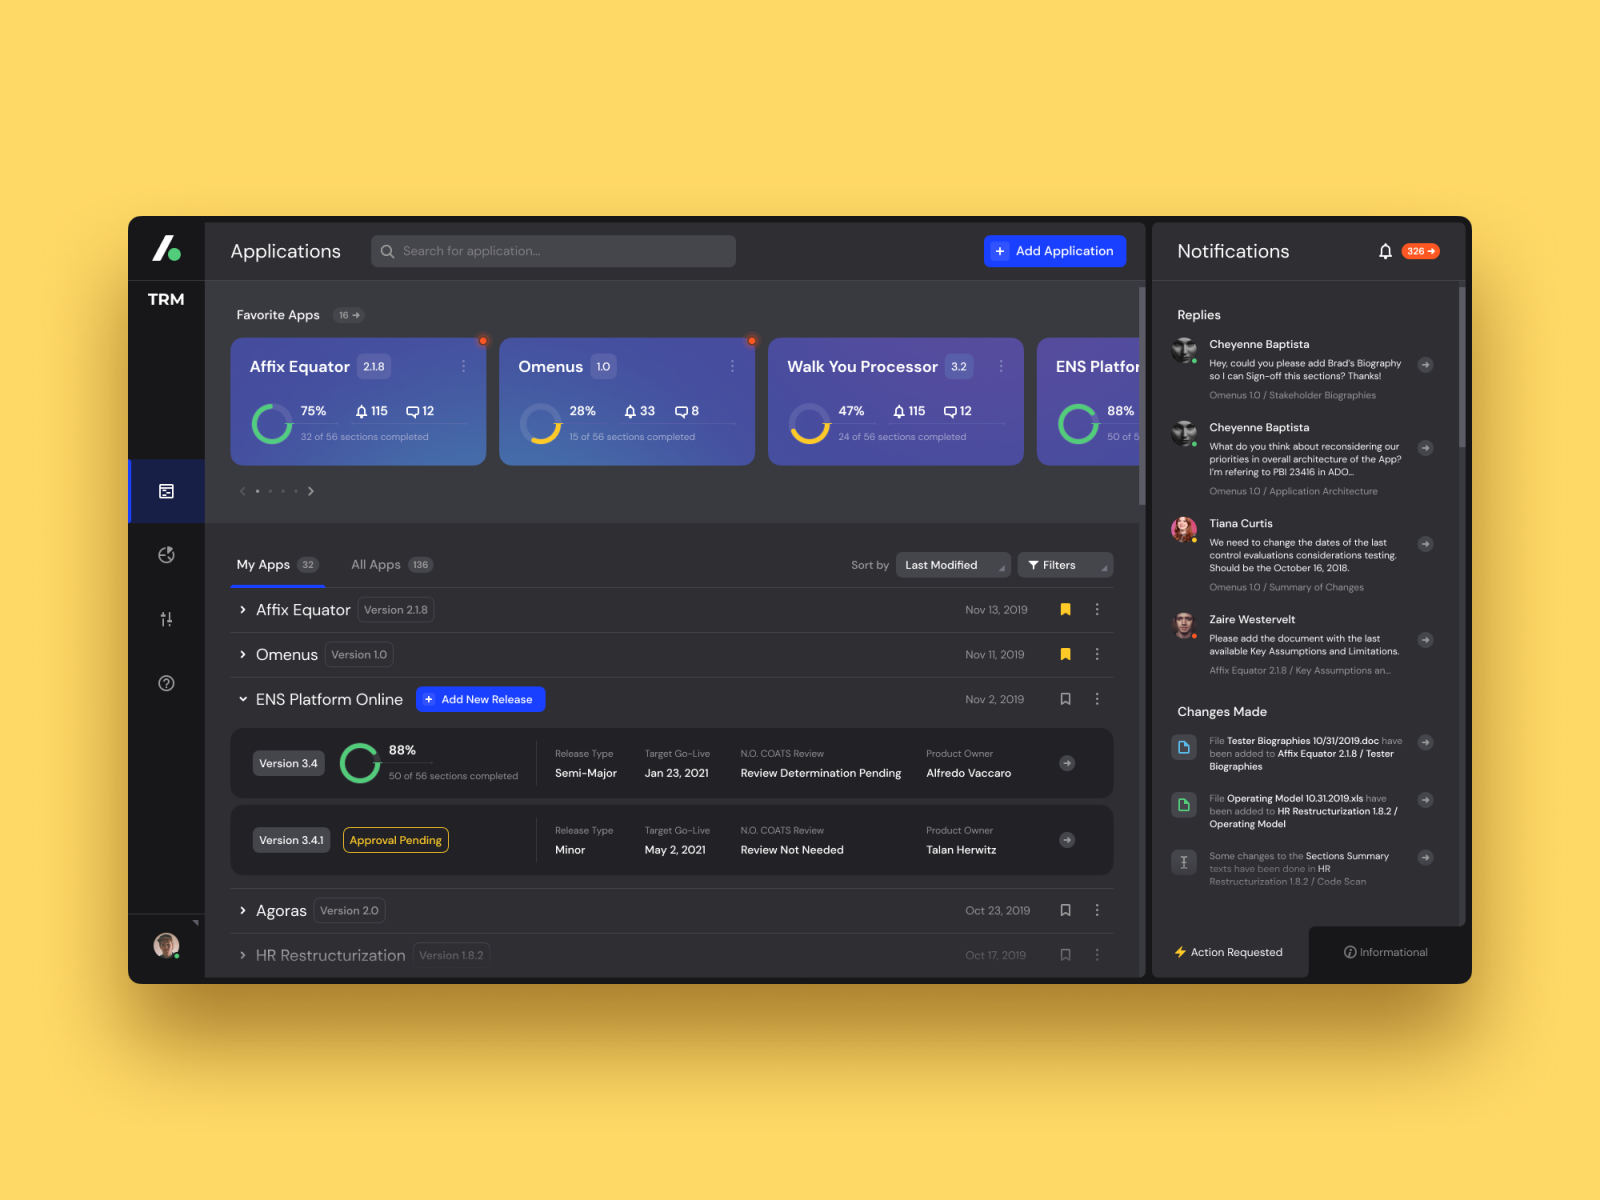 TRM
Applications
Search for application...
+ Add Application
Favorite Apps 16
Affix Equator 2.1.8
75% 115 12
32 of 56 sections completed
Omenus 1.0
28% 33 8
15 of 56 sections completed
Walk You Processor 3.2
47% 115 12
24 of 56 sections completed
ENS Platfor
88%
50 of 5
My Apps 32
All Apps 136
Sort by Last Modified
Filters
Affix Equator Version 2.1.8 Nov 13, 2019
Omenus Version 1.0 Nov 11, 2019
ENS Platform Online + Add New Release Nov 2, 2019
Version 3.4
88%
50 of 56 sections completed
Release Type
Semi-Major
Target Go-Live
Jan 23, 2021
N.O. COATS Review
Review Determination Pending
Product Owner
Alfredo Vaccaro
Version 3.4.1
Approval Pending
Release Type
Minor
Target Go-Live
May 2, 2021
N.O. COATS Review
Review Not Needed
Product Owner
Talan Herwitz
Agoras Version 2.0 Oct 23, 2019
HR Restructurization Version 1.8.2 Oct 17, 2019
Notifications
326
Replies
Cheyenne Baptista
Hey, could you please add Brad's Biography
so I can Sign-off this sections? Thanks!
Omenus 1.0 / Stakeholder Biographies
Cheyenne Baptista
What do you think about reconsidering our
priorities in overall architecture of the App?
I'm refering to PBI 23416 in ADO...
Omenus 1.0 / Application Architecture
Tiana Curtis
We need to change the dates of the last
control evaluations considerations testing.
Should be the October 16, 2018.
Omenus 1.0 / Summary of Changes
Zaire Westervelt
Please add the document with the last
available Key Assumptions and Limitations.
Affix Equator 2.1.8 / Key Assumptions an...
Changes Made
File Tester Biographies 10/31/2019.doc have
been added to Affix Equator 2.1.8 / Tester
Biographies
File Operating Model 10.31.2019.xls have
been added to HR Restructurization 1.8.2 /
Operating Model
Some changes to the Sections Summary
texts have been done in HR
Restructurization 1.8.2 / Code Scan
Action Requested
Informational